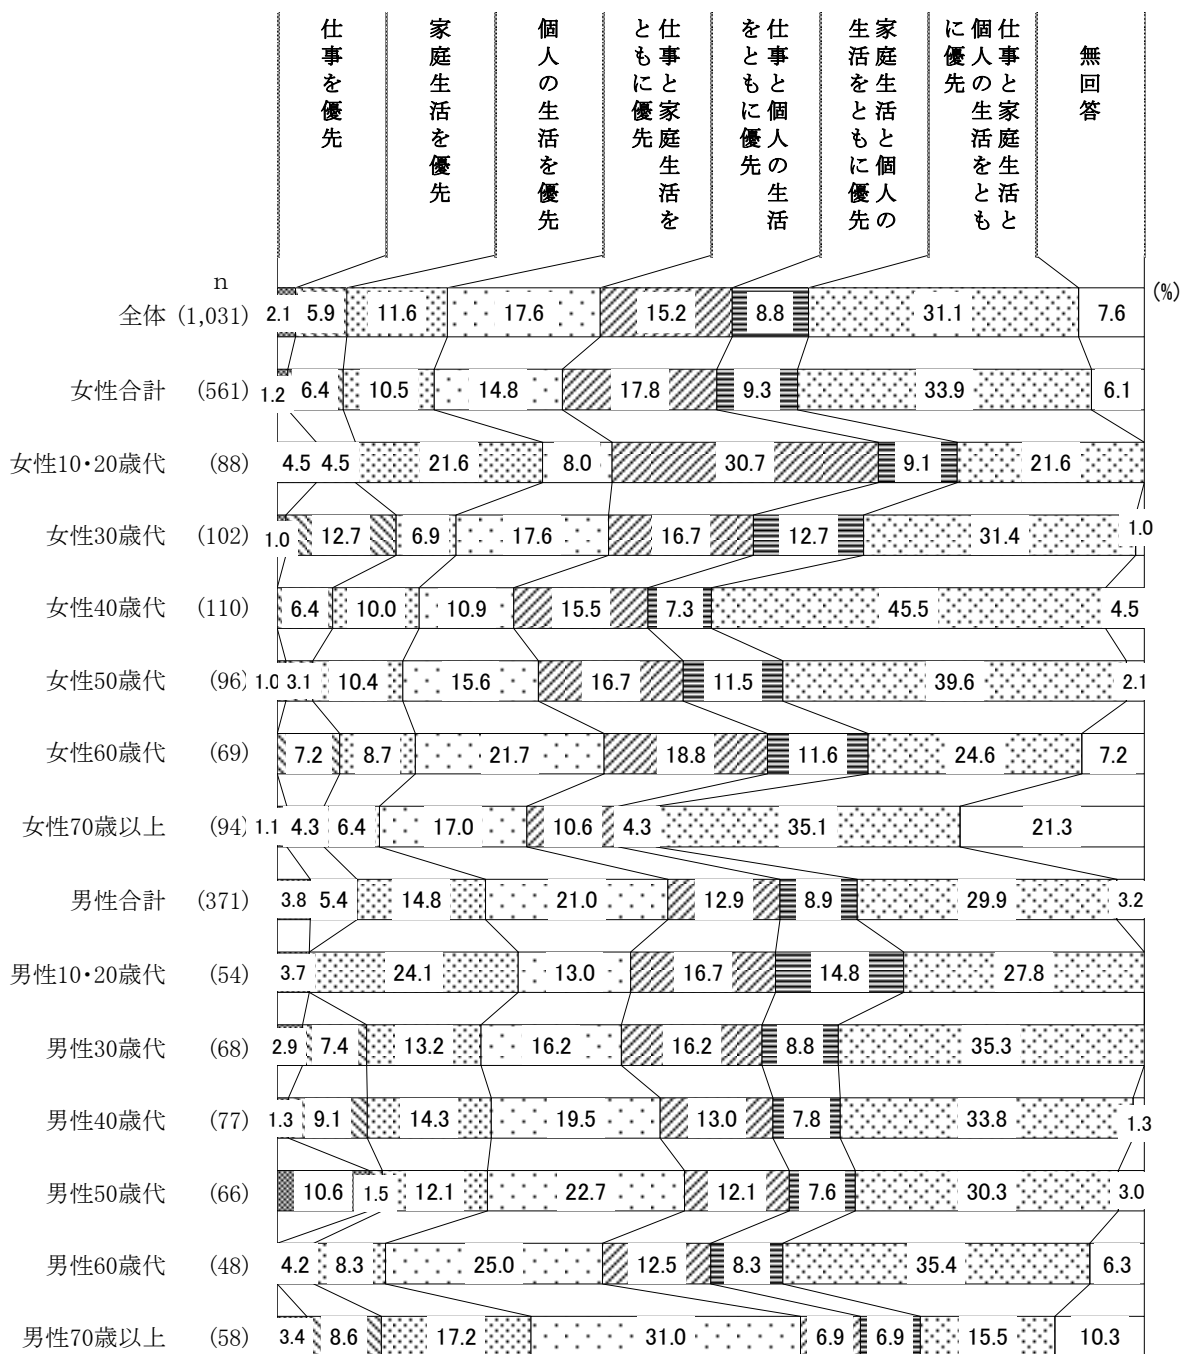 仕事を優先
家庭生活を優先
個人の生活を優先
仕事と家庭生活を
ともに優先
仕事と個人の生活
をともに優先
家庭生活と個人の
生活をともに優先
仕事と家庭生活と
個人の生活をとも
に優先
無回答
n
(%)
全体 (1,031) 2.1 5.9 11.6 17.6 15.2 8.8 31.1 7.6
女性合計 (561) 1.2 6.4 10.5 14.8 17.8 9.3 33.9 6.1
女性10・20歳代 (88) 4.5 4.5 21.6 8.0 30.7 9.1 21.6
女性30歳代 (102) 1.0 12.7 6.9 17.6 16.7 12.7 31.4 1.0
女性40歳代 (110) 6.4 10.0 10.9 15.5 7.3 45.5 4.5
女性50歳代 (96) 1.0 3.1 10.4 15.6 16.7 11.5 39.6 2.1
女性60歳代 (69) 7.2 8.7 21.7 18.8 11.6 24.6 7.2
女性70歳以上 (94) 1.1 4.3 6.4 17.0 10.6 4.3 35.1 21.3
男性合計 (371) 3.8 5.4 14.8 21.0 12.9 8.9 29.9 3.2
男性10・20歳代 (54) 3.7 24.1 13.0 16.7 14.8 27.8
男性30歳代 (68) 2.9 7.4 13.2 16.2 16.2 8.8 35.3
男性40歳代 (77) 1.3 9.1 14.3 19.5 13.0 7.8 33.8 1.3
男性50歳代 (66) 10.6 1.5 12.1 22.7 12.1 7.6 30.3 3.0
男性60歳代 (48) 4.2 8.3 25.0 12.5 8.3 35.4 6.3
男性70歳以上 (58) 3.4 8.6 17.2 31.0 6.9 6.9 15.5 10.3